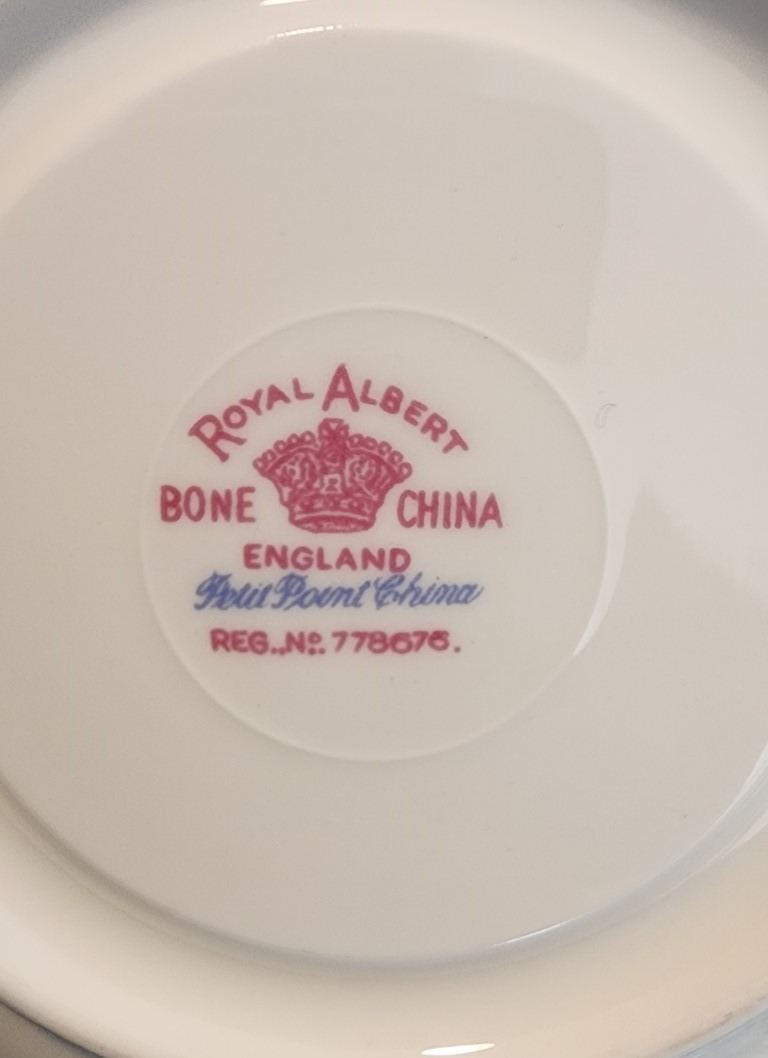 ROYAL ALBERT
BONE CHINA
ENGLAND
Petit Point China
REG.,Nº. 778676.